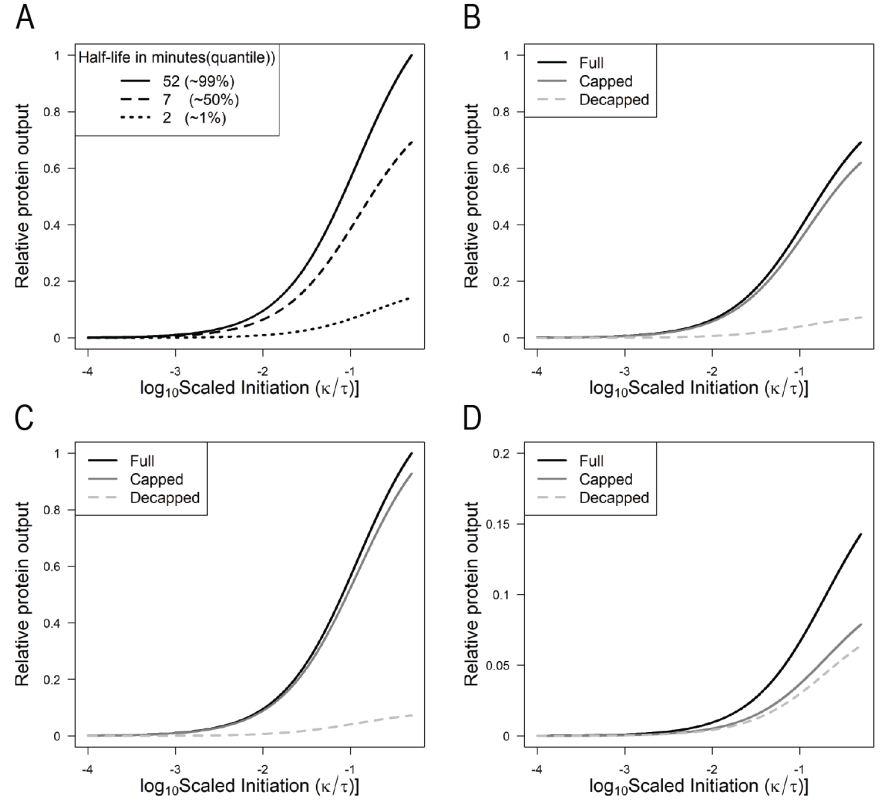 A
Relative protein output
1
0.8
0.6
0.4
0.2
0
Half-life in minutes(quantile))
52 (~99%)
7 (~50%)
2 (~1%)
-4 -3 -2 -1
log10Scaled Initiation (κ/τ)]
B
Relative protein output
1
0.8
0.6
0.4
0.2
0
Full
Capped
Decapped
-4 -3 -2 -1
log10Scaled Initiation (κ/τ)]
C
Relative protein output
1
0.8
0.6
0.4
0.2
0
Full
Capped
Decapped
-4 -3 -2 -1
log10Scaled Initiation (κ/τ)]
D
Relative protein output
0.2
0.15
0.1
0.05
0
Full
Capped
Decapped
-4 -3 -2 -1
log10Scaled Initiation (κ/τ)]